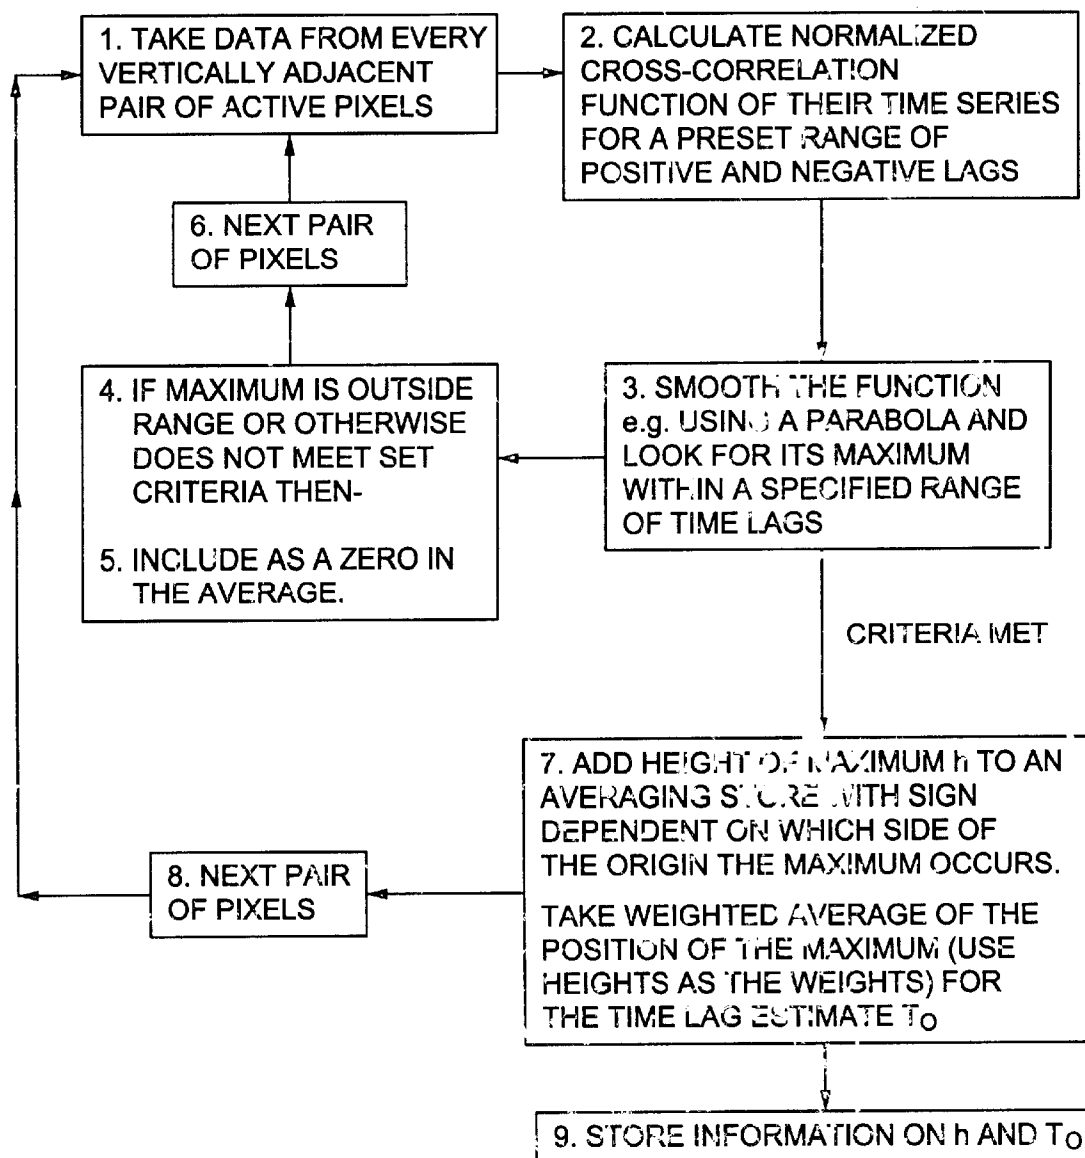 1. TAKE DATA FROM EVERY
VERTICALLY ADJACENT
PAIR OF ACTIVE PIXELS
2. CALCULATE NORMALIZED
CROSS-CORRELATION
FUNCTION OF THEIR TIME SERIES
FOR A PRESET RANGE OF
POSITIVE AND NEGATIVE LAGS
6. NEXT PAIR
OF PIXELS
4. IF MAXIMUM IS OUTSIDE
RANGE OR OTHERWISE
DOES NOT MEET SET
CRITERIA THEN-
5. INCLUDE AS A ZERO IN
THE AVERAGE.
3. SMOOTH THE FUNCTION
e.g. USING A PARABOLA AND
LOOK FOR ITS MAXIMUM
WITHIN A SPECIFIED RANGE
OF TIME LAGS
CRITERIA MET
7. ADD HEIGHT OF MAXIMUM h TO AN
AVERAGING STORE WITH SIGN
DEPENDENT ON WHICH SIDE OF
THE ORIGIN THE MAXIMUM OCCURS.
TAKE WEIGHTED AVERAGE OF THE
POSITION OF THE MAXIMUM (USE
HEIGHTS AS THE WEIGHTS) FOR
THE TIME LAG ESTIMATE TO
8. NEXT PAIR
OF PIXELS
9. STORE INFORMATION ON h AND TO